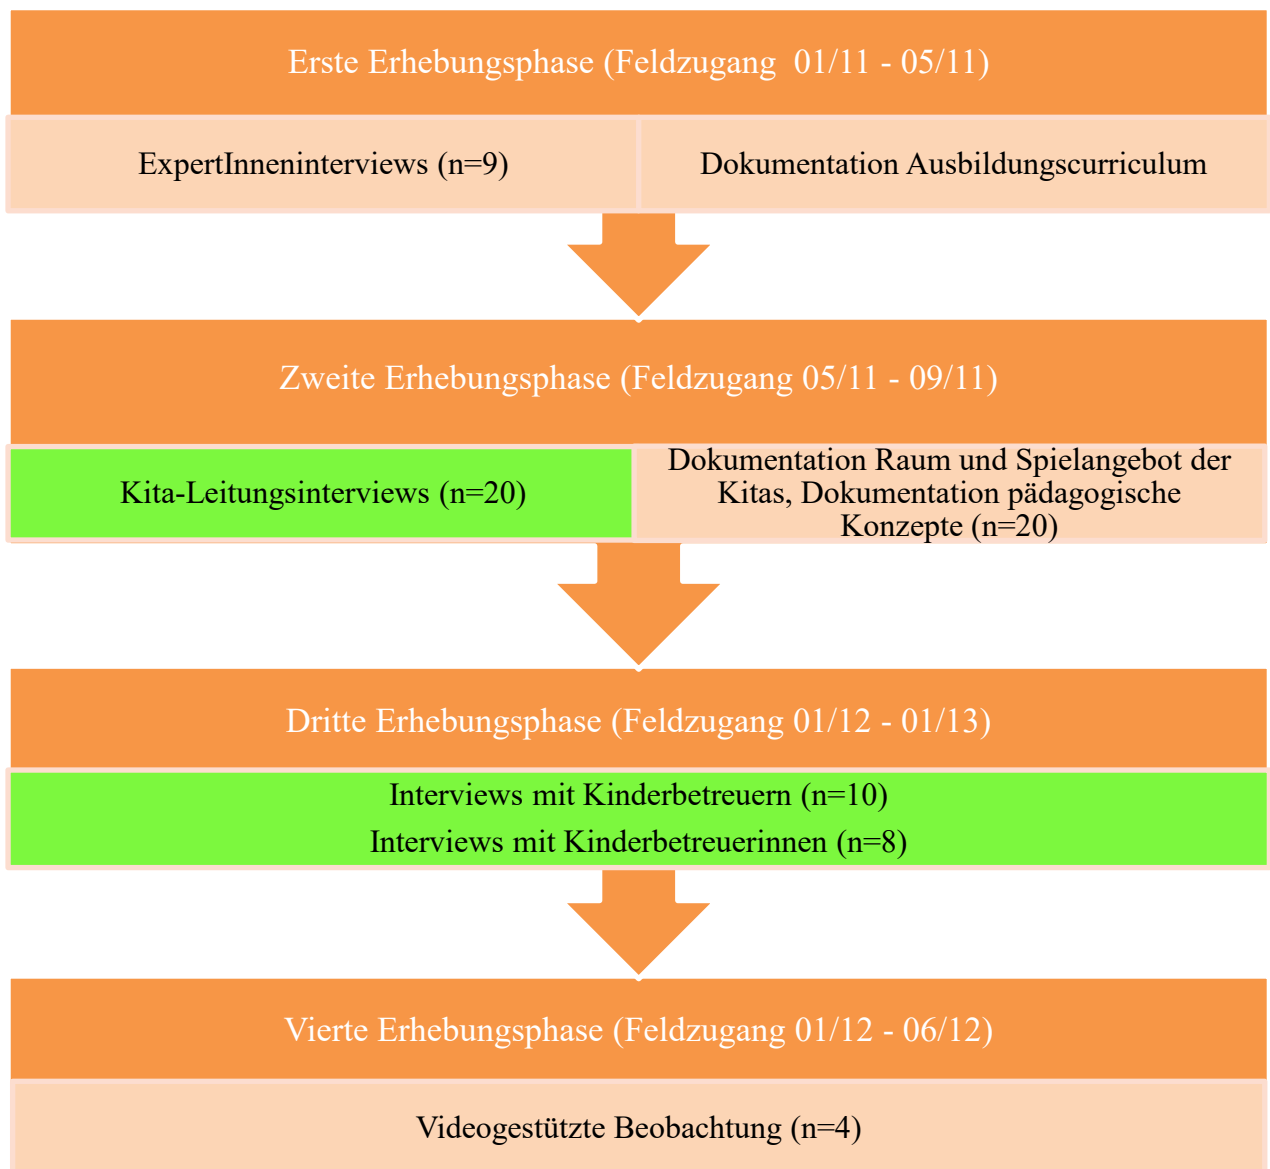 Erste Erhebungsphase (Feldzugang  01/11 - 05/11)
ExpertInneninterviews (n=9)
Dokumentation Ausbildungscurriculum
Zweite Erhebungsphase (Feldzugang 05/11 - 09/11)
Kita-Leitungsinterviews (n=20)
Dokumentation Raum und Spielangebot der
Kitas, Dokumentation pädagogische
Konzepte (n=20)
Dritte Erhebungsphase (Feldzugang 01/12 - 01/13)
Interviews mit Kinderbetreuern (n=10)
Interviews mit Kinderbetreuerinnen (n=8)
Vierte Erhebungsphase (Feldzugang 01/12 - 06/12)
Videogestützte Beobachtung (n=4)